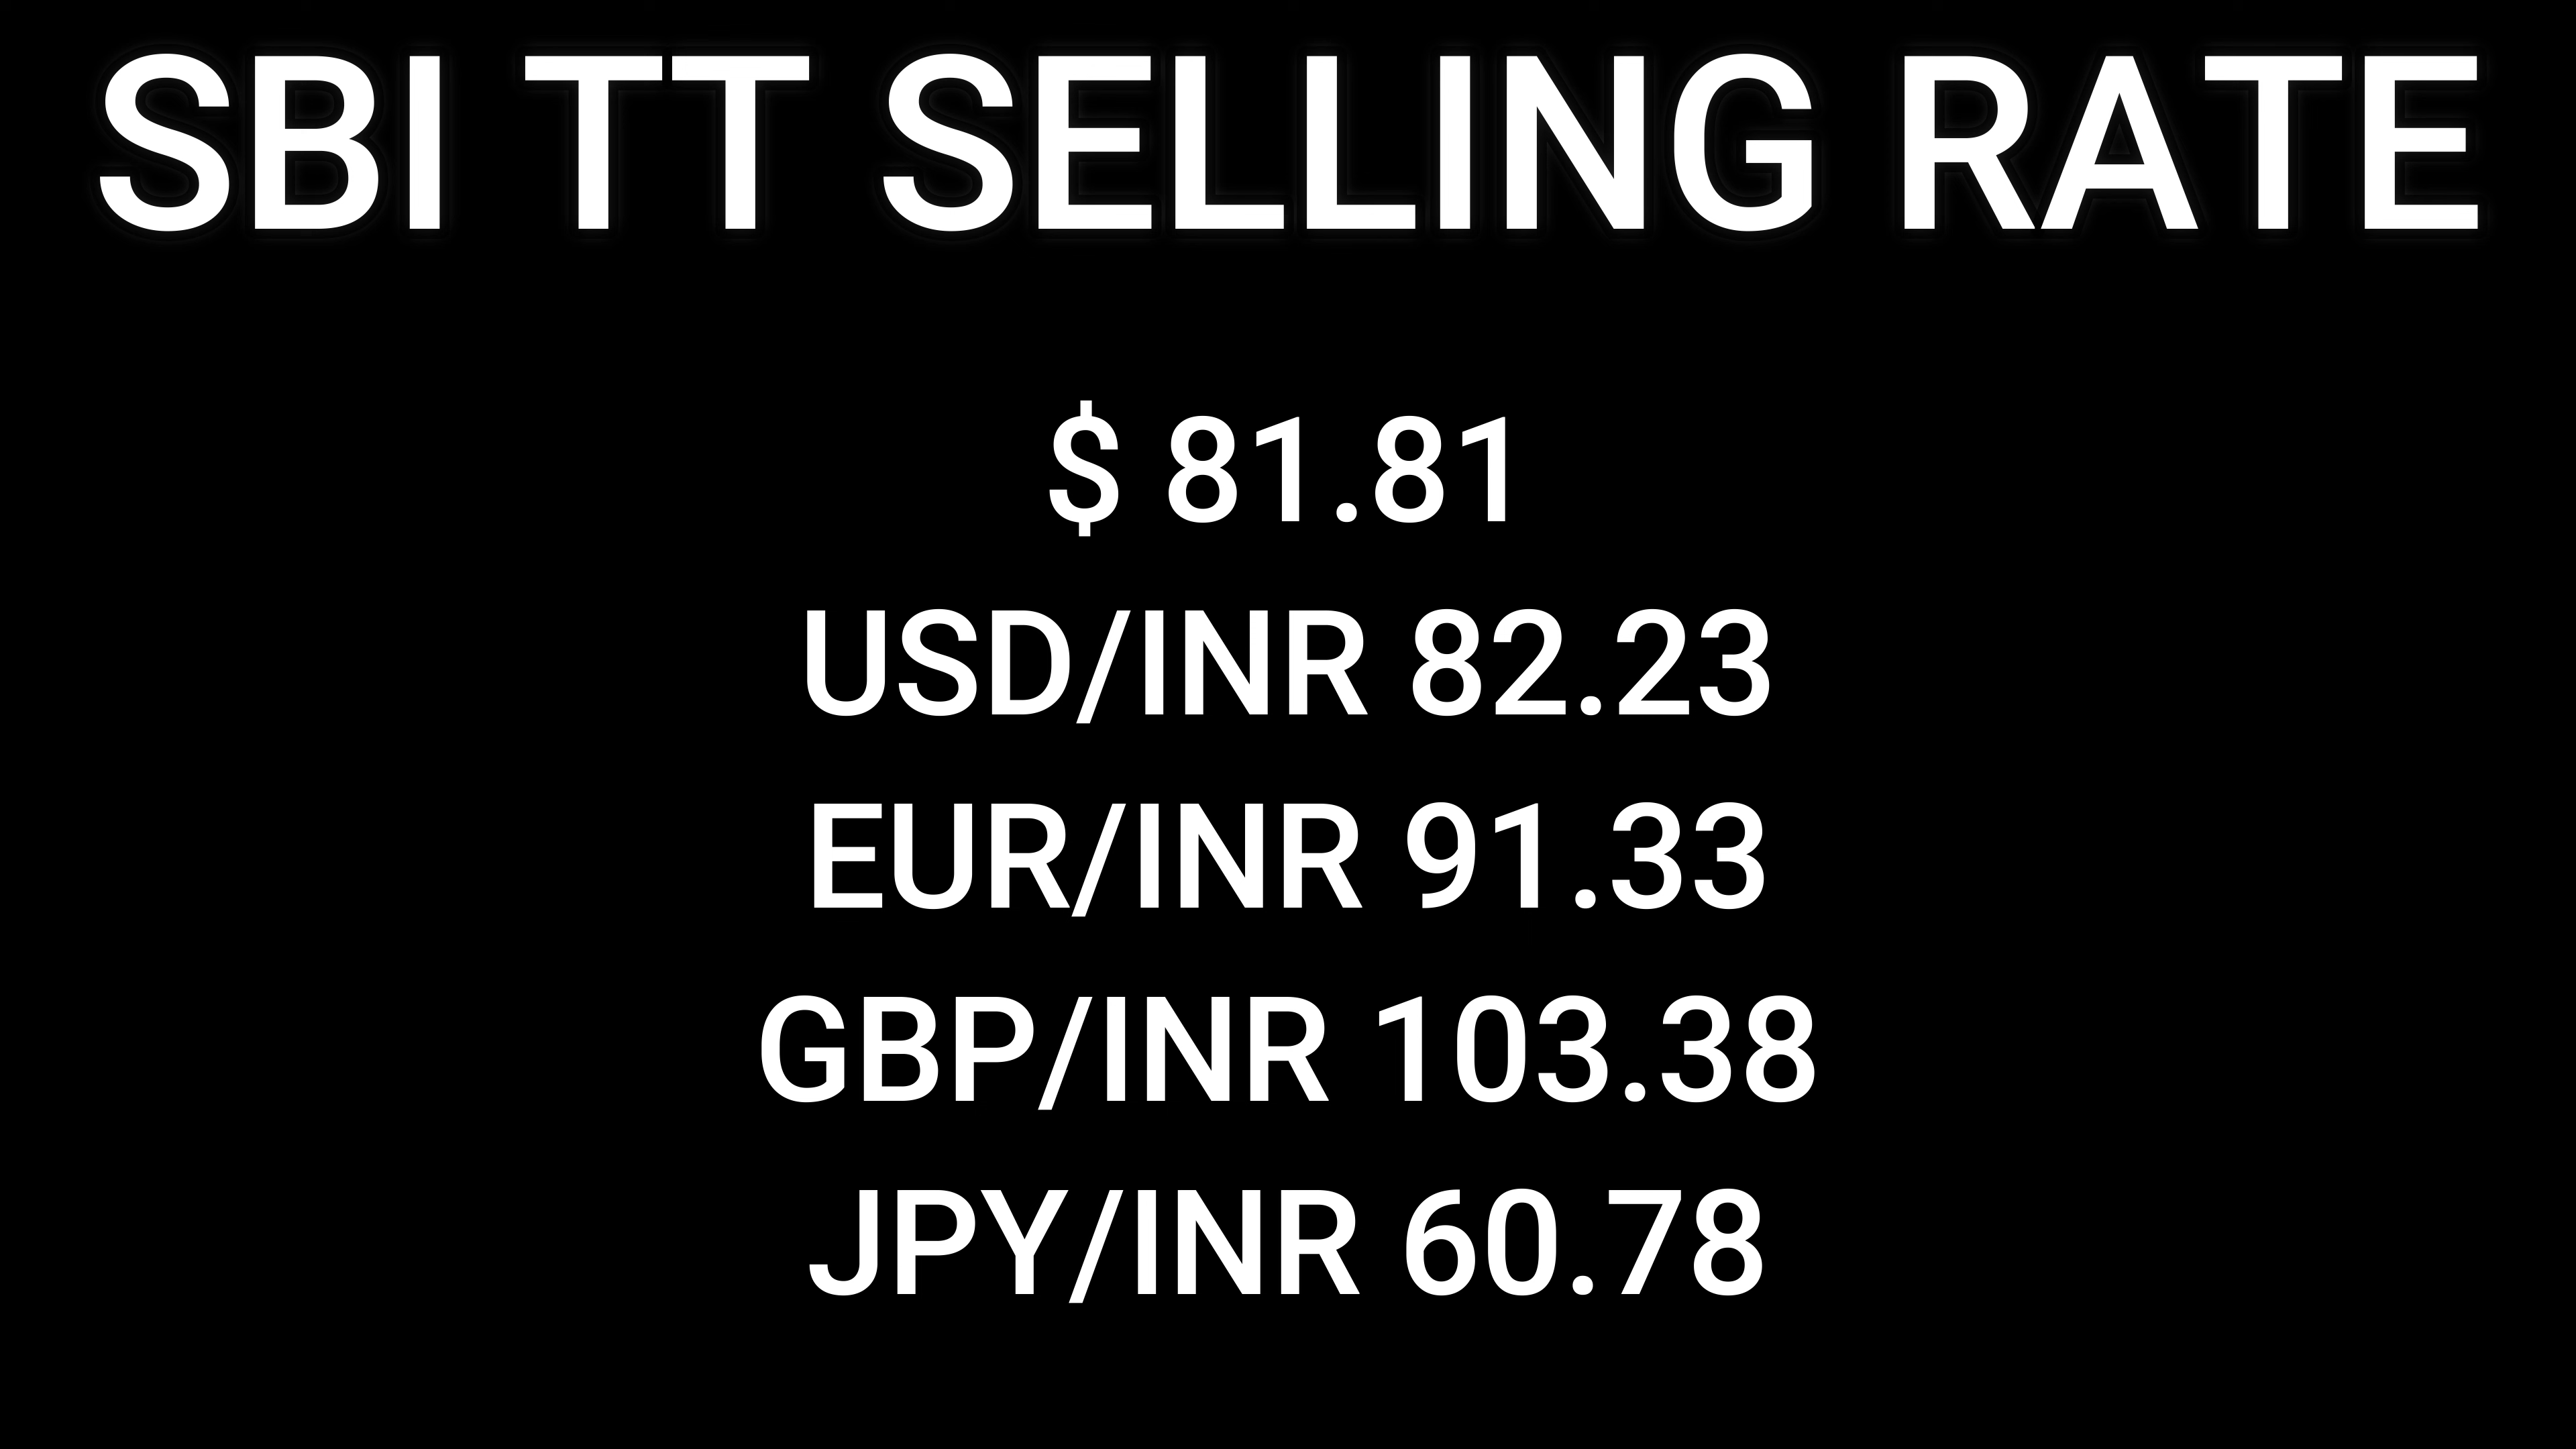 SBI TT SELLING RATE
$ 81.81
USD/INR 82.23
EUR/INR 91.33
GBP/INR 103.38
JPY/INR 60.78